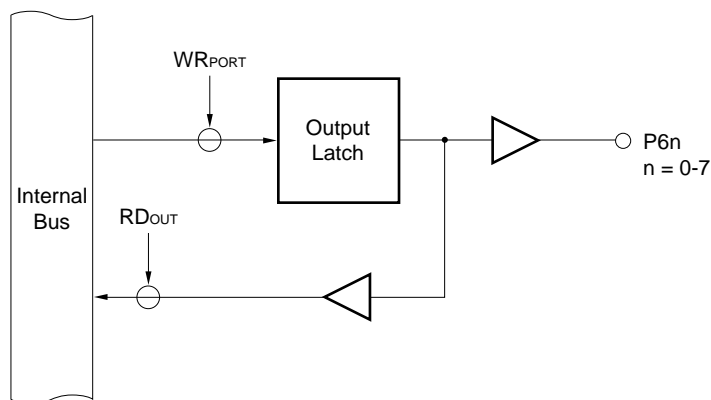 WRPORT
Output
Latch
P6n
n = 0-7
Internal
Bus
RDOUT